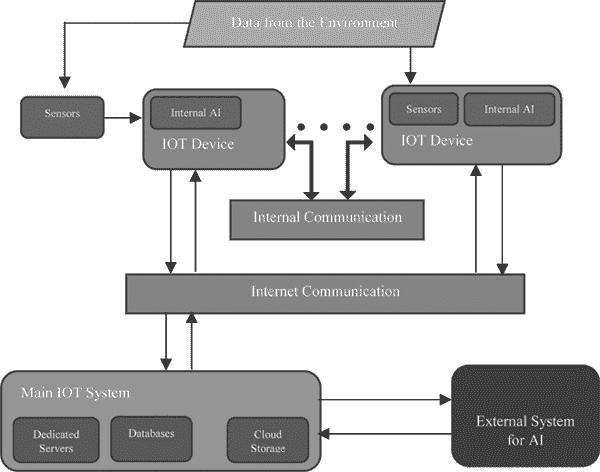 Data from the Environment
Sensors
Internal AI
IOT Device
Sensors
Internal AI
IOT Device
Internal Communication
Internet Communication
Main IOT System
Dedicated
Servers
Databases
Cloud
Storage
External System
for AI